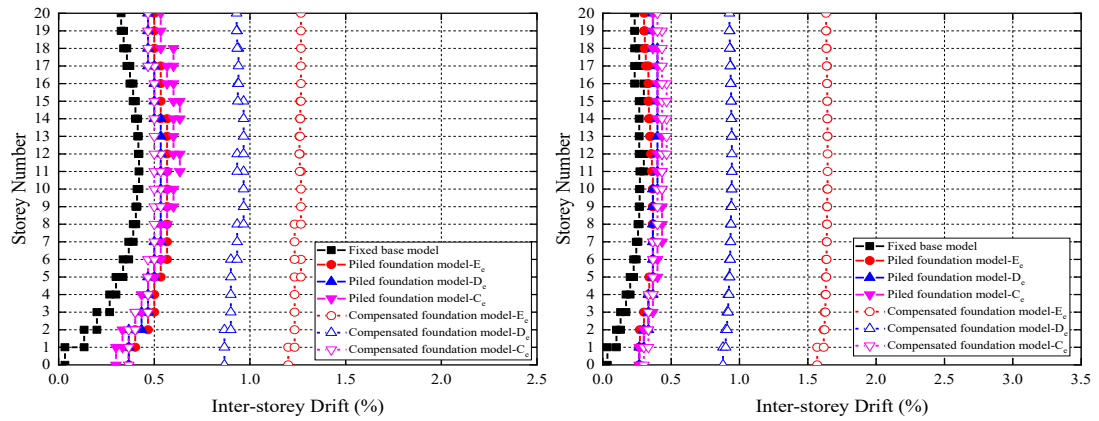 20
19
18
17
16
15
14
13
12
11
10
9
8
7
6
5
4
3
2
1
0
Storey Number
0.0 0.5 1.0 1.5 2.0 2.5
Inter-storey Drift (%)
Fixed base model
Piled foundation model-Ee
Piled foundation model-De
Piled foundation model-Ce
Compensated foundation model-Ee
Compensated foundation model-De
Compensated foundation model-Ce
20
19
18
17
16
15
14
13
12
11
10
9
8
7
6
5
4
3
2
1
0
Storey Number
0.0 0.5 1.0 1.5 2.0 2.5 3.0 3.5
Inter-storey Drift (%)
Fixed base model
Piled foundation model-Ee
Piled foundation model-De
Piled foundation model-Ce
Compensated foundation model-Ee
Compensated foundation model-De
Compensated foundation model-Ce